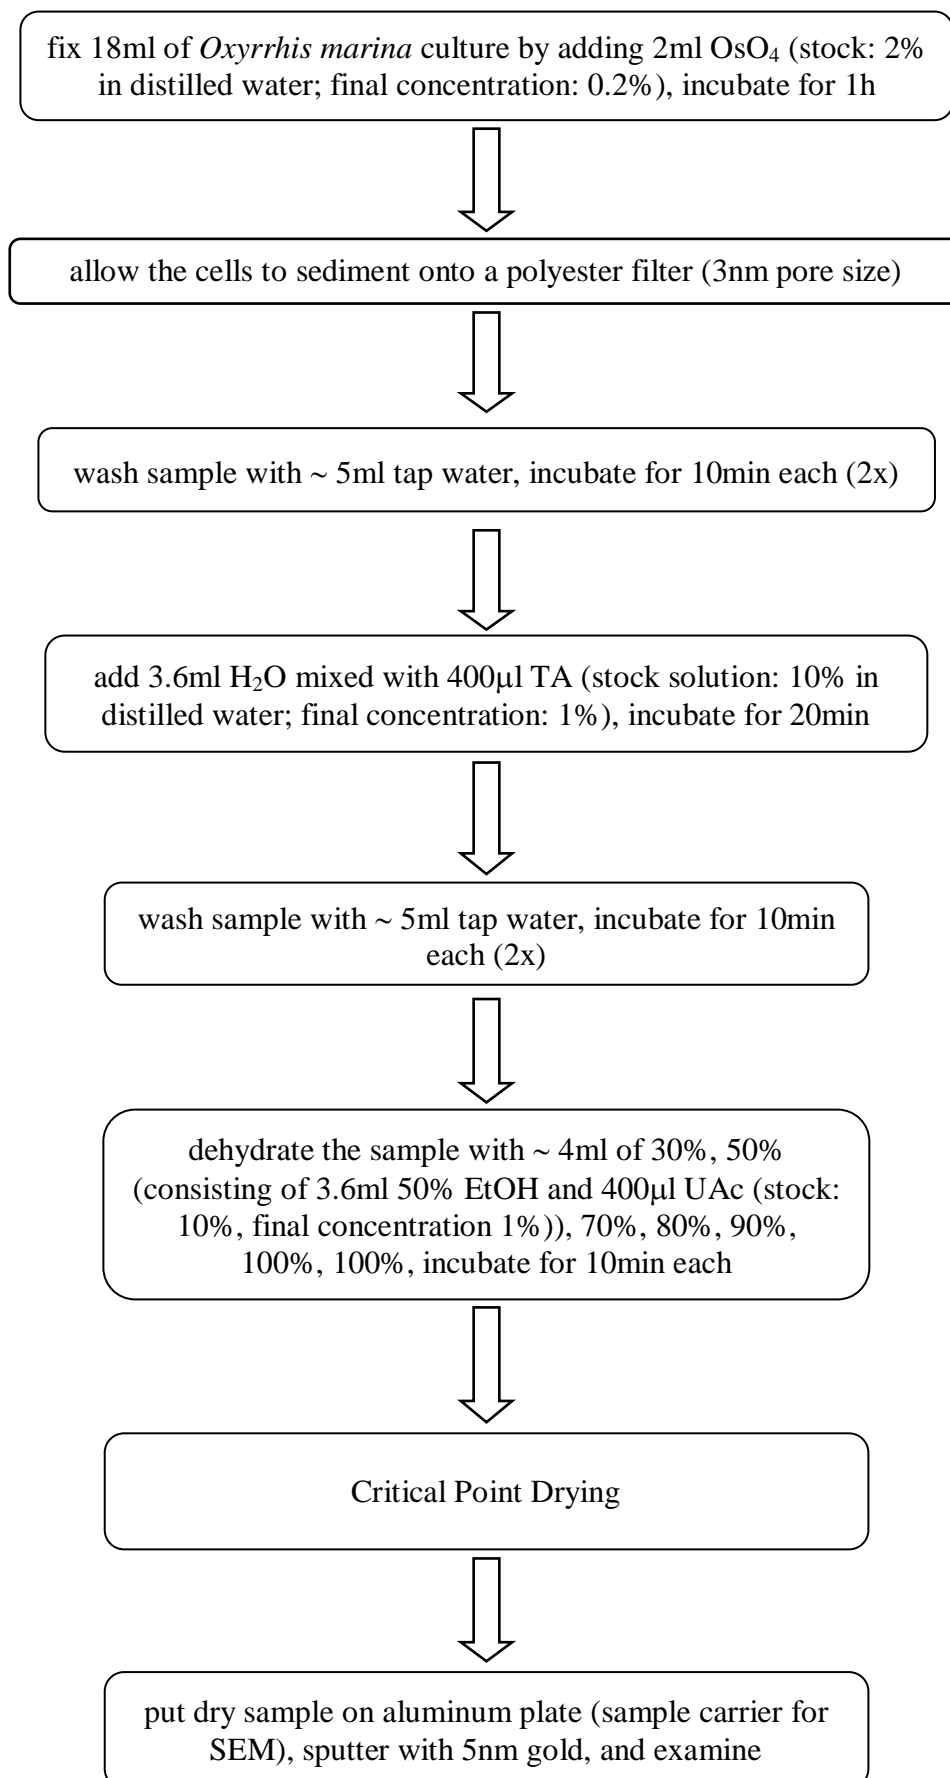 fix 18ml of Oxyrrhis marina culture by adding 2ml OsO₄ (stock: 2%
in distilled water; final concentration: 0.2%), incubate for 1h
allow the cells to sediment onto a polyester filter (3nm pore size)
wash sample with ~ 5ml tap water, incubate for 10min each (2x)
add 3.6ml H₂O mixed with 400µl TA (stock solution: 10% in
distilled water; final concentration: 1%), incubate for 20min
wash sample with ~ 5ml tap water, incubate for 10min
each (2x)
dehydrate the sample with ~ 4ml of 30%, 50%
(consisting of 3.6ml 50% EtOH and 400µl UAc (stock:
10%, final concentration 1%)), 70%, 80%, 90%,
100%, 100%, incubate for 10min each
Critical Point Drying
put dry sample on aluminum plate (sample carrier for
SEM), sputter with 5nm gold, and examine